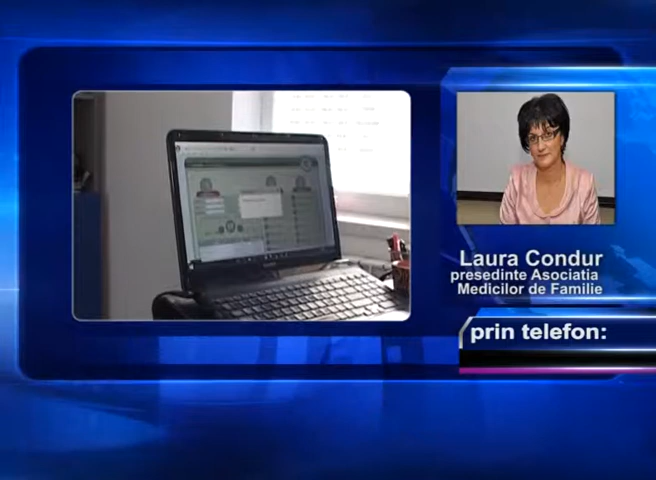 Laura Condur
presedinte Asociatia
Medicilor de Familie
prin telefon: